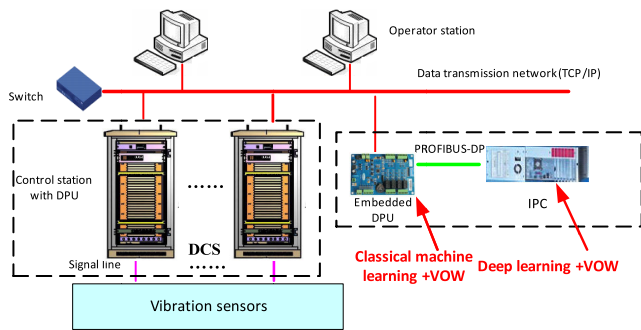 Operator station
Data transmission network(TCP/IP)
Switch
Control station
with DPU
......
PROFIBUS-DP
Embedded
DPU
IPC
DCS
......
Signal line
Classical machine
learning +VOW
Deep learning +VOW
Vibration sensors